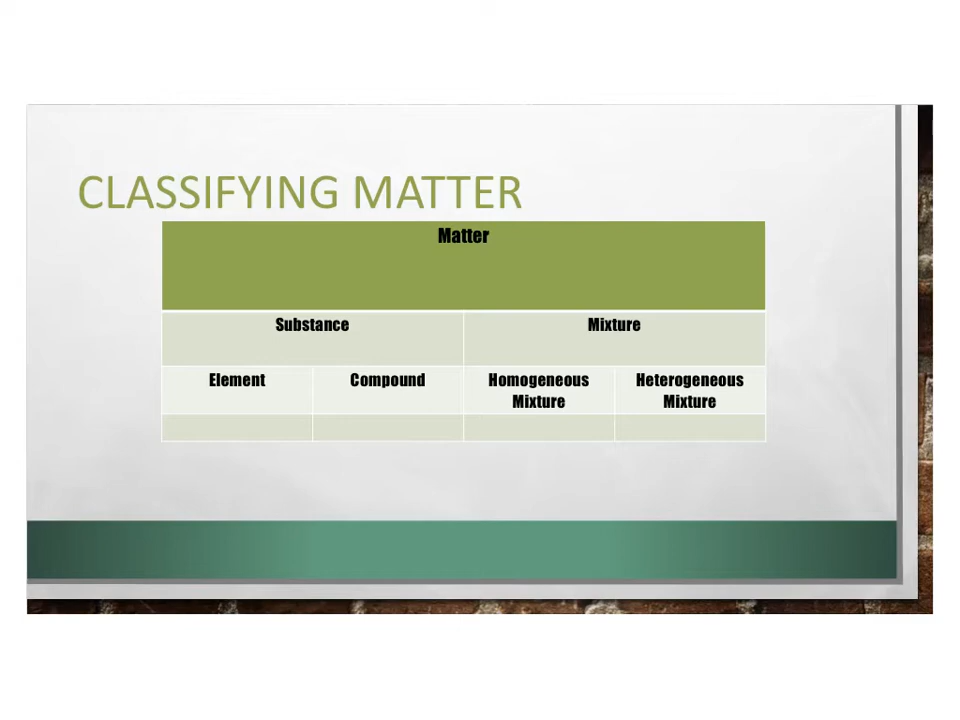 CLASSIFYING MATTER
Matter
Substance
Mixture
Element
Compound
Homogeneous
Mixture
Heterogeneous
Mixture